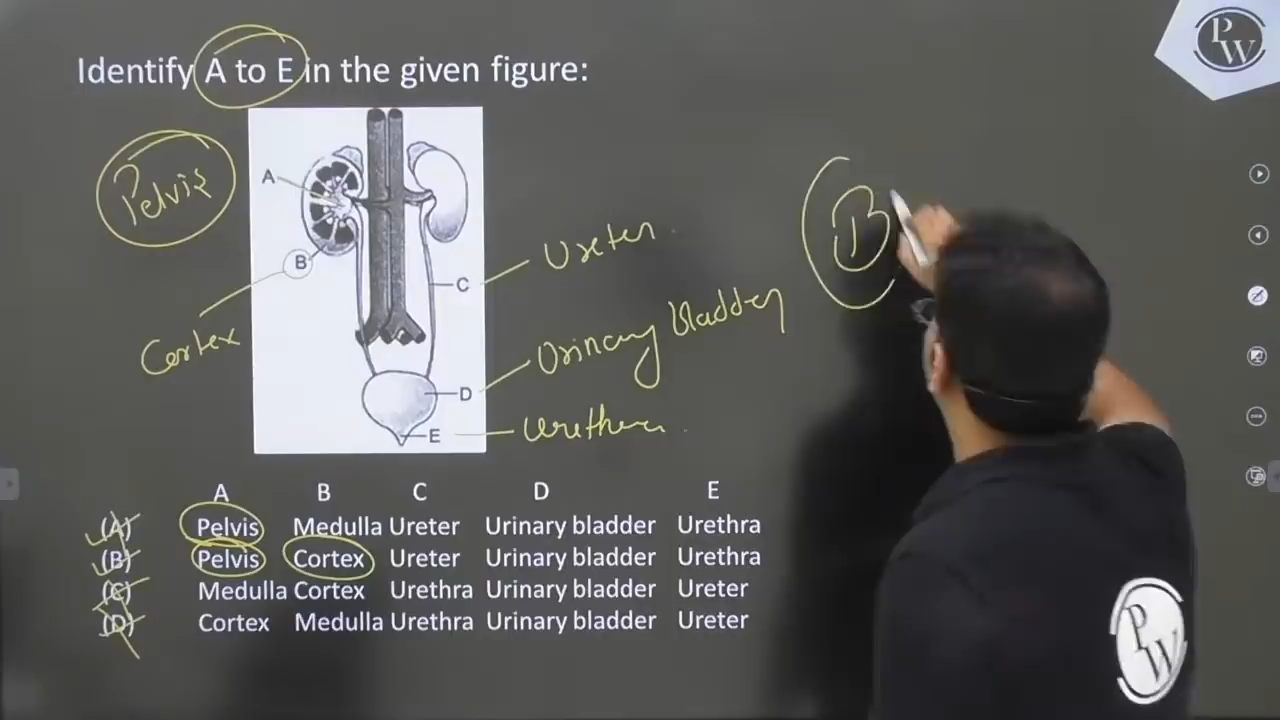 Identify A to E in the given figure:
PW
Pelvis
A
B
B
Ureter
C
Cortex
Urinary bladder
D
E
Urethera
A B C D E
(A) Pelvis Medulla Ureter Urinary bladder Urethra
(B) Pelvis Cortex Ureter Urinary bladder Urethra
(C) Medulla Cortex Urethra Urinary bladder Ureter
(D) Cortex Medulla Urethra Urinary bladder Ureter
PW